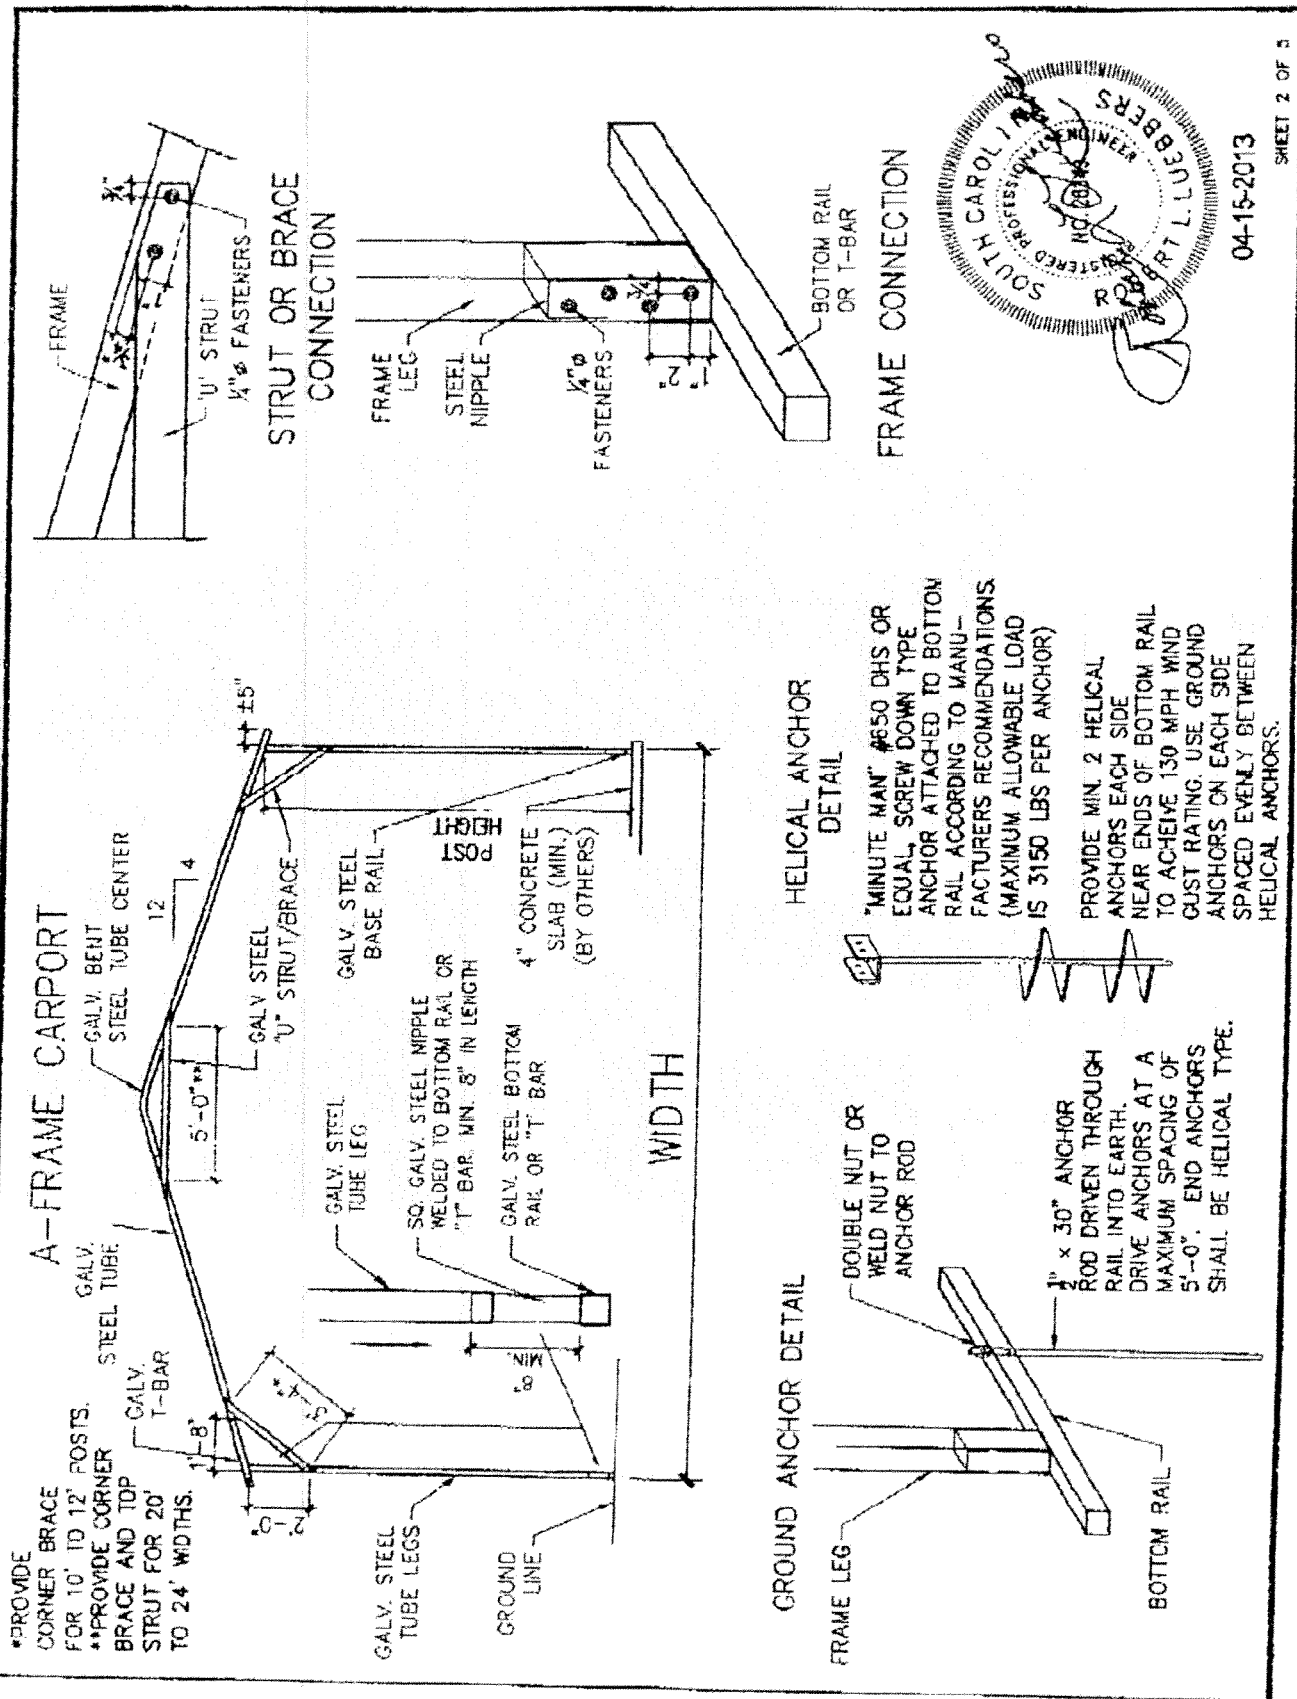 *PROVIDE
CORNER BRACE
FOR 10' TO 12' POSTS.
**PROVIDE CORNER
BRACE AND TOP
STRUT FOR 20'
TO 24' WIDTHS.
A-FRAME CARPORT
GALV.
T-BAR
GALV.
STEEL TUBE
GALV. BENT
STEEL TUBE CENTER
12
4
±5"
5'-0"**
GALV STEEL
"U" STRUT/BRACE
1'-8"
2'-0"
GALV. STEEL
TUBE LEGS
GROUND
LINE
GALV. STEEL
TUBE LEG
SQ. GALV. STEEL NIPPLE
WELDED TO BOTTOM RAIL OR
"T" BAR. MIN. 8" IN LENGTH
GALV. STEEL BOTTOM
RAIL OR "T" BAR
MIN.
8"
GALV. STEEL
BASE RAIL
POST
HEIGHT
4" CONCRETE
SLAB (MIN.)
(BY OTHERS)
WIDTH
FRAME
3/4"
'U' STRUT
1/4"ø FASTENERS
STRUT OR BRACE
CONNECTION
FRAME
LEG
STEEL
NIPPLE
1/4"ø
FASTENERS
3/4"
2"
1"
BOTTOM RAIL
OR T-BAR
FRAME CONNECTION
GROUND ANCHOR DETAIL
FRAME LEG
BOTTOM RAIL
DOUBLE NUT OR
WELD NUT TO
ANCHOR ROD
1/2" x 30" ANCHOR
ROD DRIVEN THROUGH
RAIL INTO EARTH.
DRIVE ANCHORS AT A
MAXIMUM SPACING OF
5'-0". END ANCHORS
SHALL BE HELICAL TYPE.
HELICAL ANCHOR
DETAIL
"MINUTE MAN" #650 DHS OR
EQUAL, SCREW DOWN TYPE
ANCHOR ATTACHED TO BOTTOM
RAIL ACCORDING TO MANU-
FACTURERS RECOMMENDATIONS.
(MAXIMUM ALLOWABLE LOAD
IS 3150 LBS PER ANCHOR)
PROVIDE MIN. 2 HELICAL
ANCHORS EACH SIDE
NEAR ENDS OF BOTTOM RAIL
TO ACHEIVE 130 MPH WIND
GUST RATING. USE GROUND
ANCHORS ON EACH SIDE
SPACED EVENLY BETWEEN
HELICAL ANCHORS.
SOUTH CAROLINA
REGISTERED PROFESSIONAL ENGINEER
ROBERT L. LUEBBERS
04-15-2013
SHEET 2 OF 5